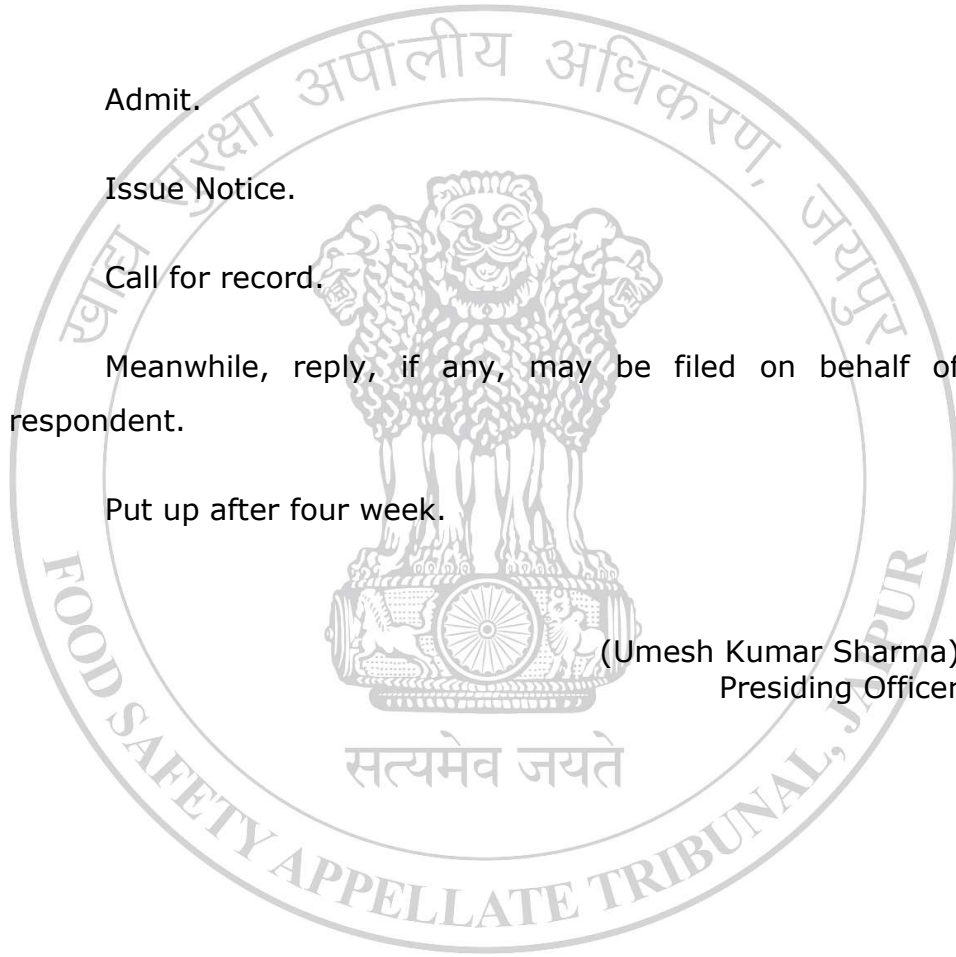 खाद्य सुरक्षा अपीलीय अधिकरण, जयपुर
Admit.
Issue Notice.
Call for record.
Meanwhile, reply, if any, may be filed on behalf of
respondent.
Put up after four week.
(Umesh Kumar Sharma)
Presiding Officer
सत्यमेव जयते
FOOD SAFETY APPELLATE TRIBUNAL, JAIPUR